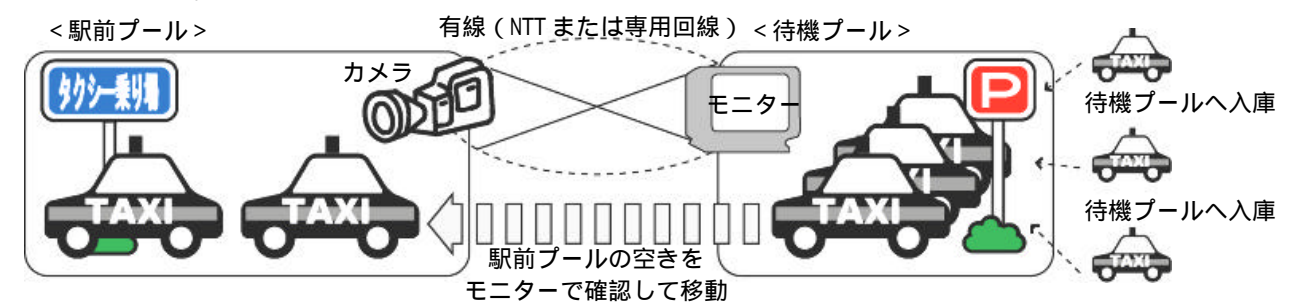 <駅前プール>
有線(NTTまたは専用回線)
<待機プール>
タクシー乗り場
カメラ
モニター
P
TAXI
TAXI
TAXI
TAXI
待機プールへ入庫
TAXI
待機プールへ入庫
TAXI
駅前プールの空きを
モニターで確認して移動